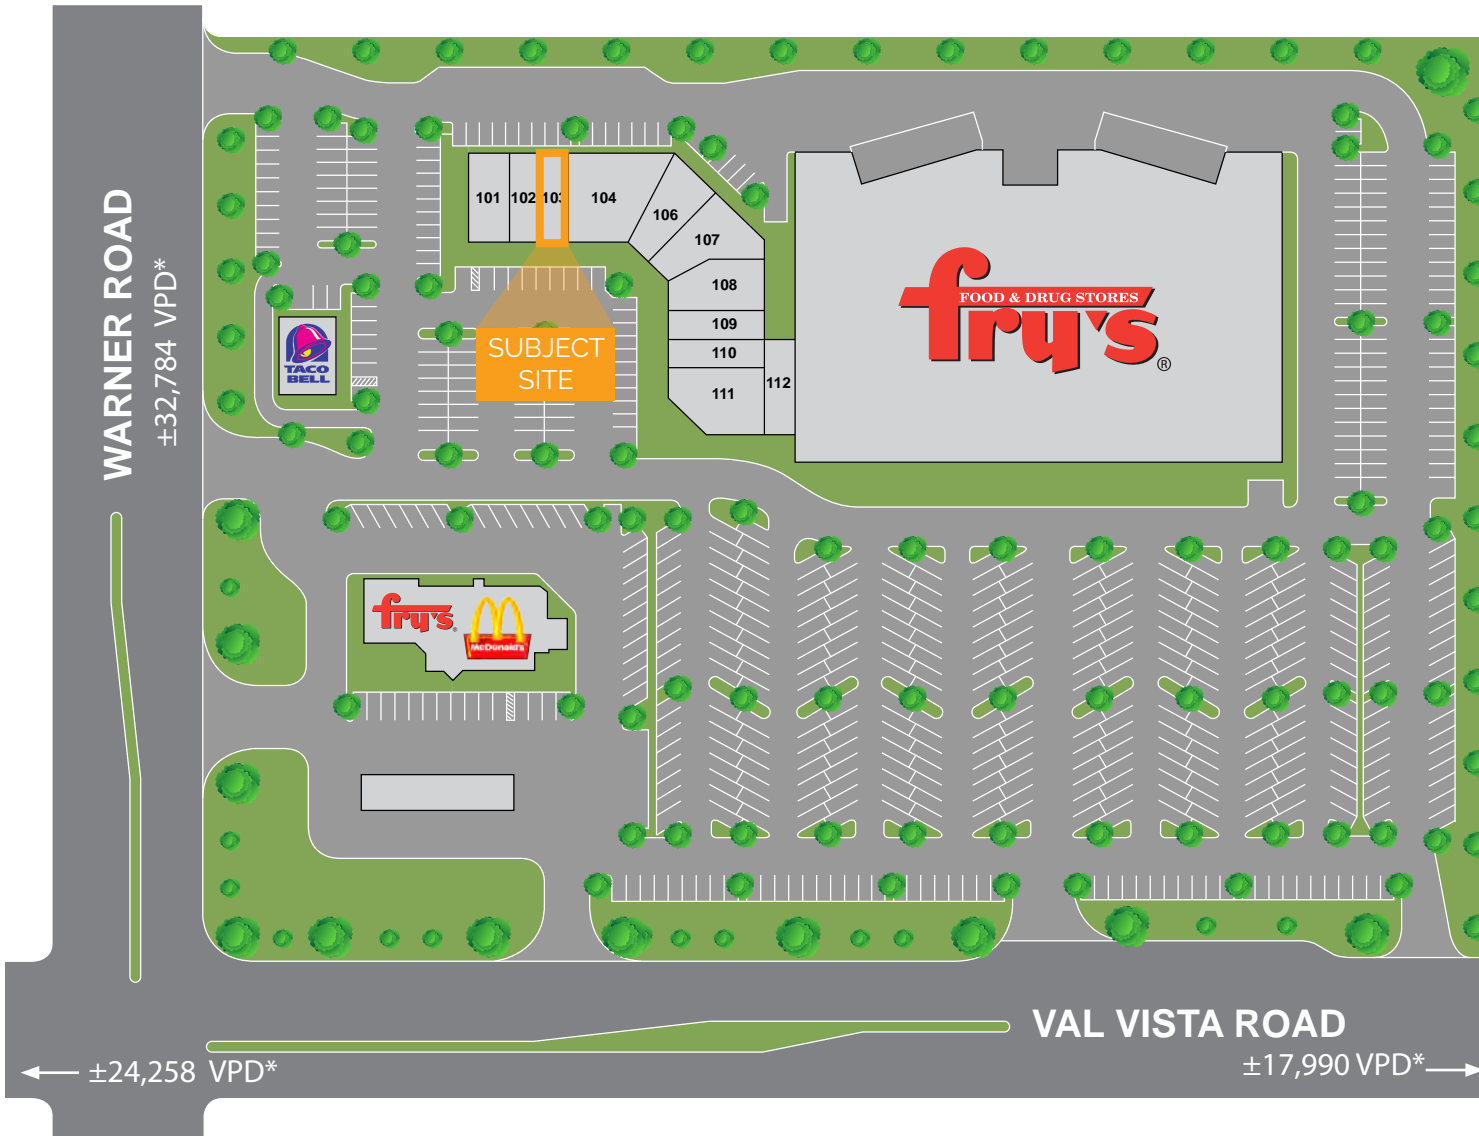 WARNER ROAD
±32,784 VPD*
101
102
103
104
106
107
108
109
110
111
112
SUBJECT
SITE
TACO
BELL
fry's
FOOD & DRUG STORES
®
fry's
®
McDonald's
VAL VISTA ROAD
±24,258 VPD*
±17,990 VPD*